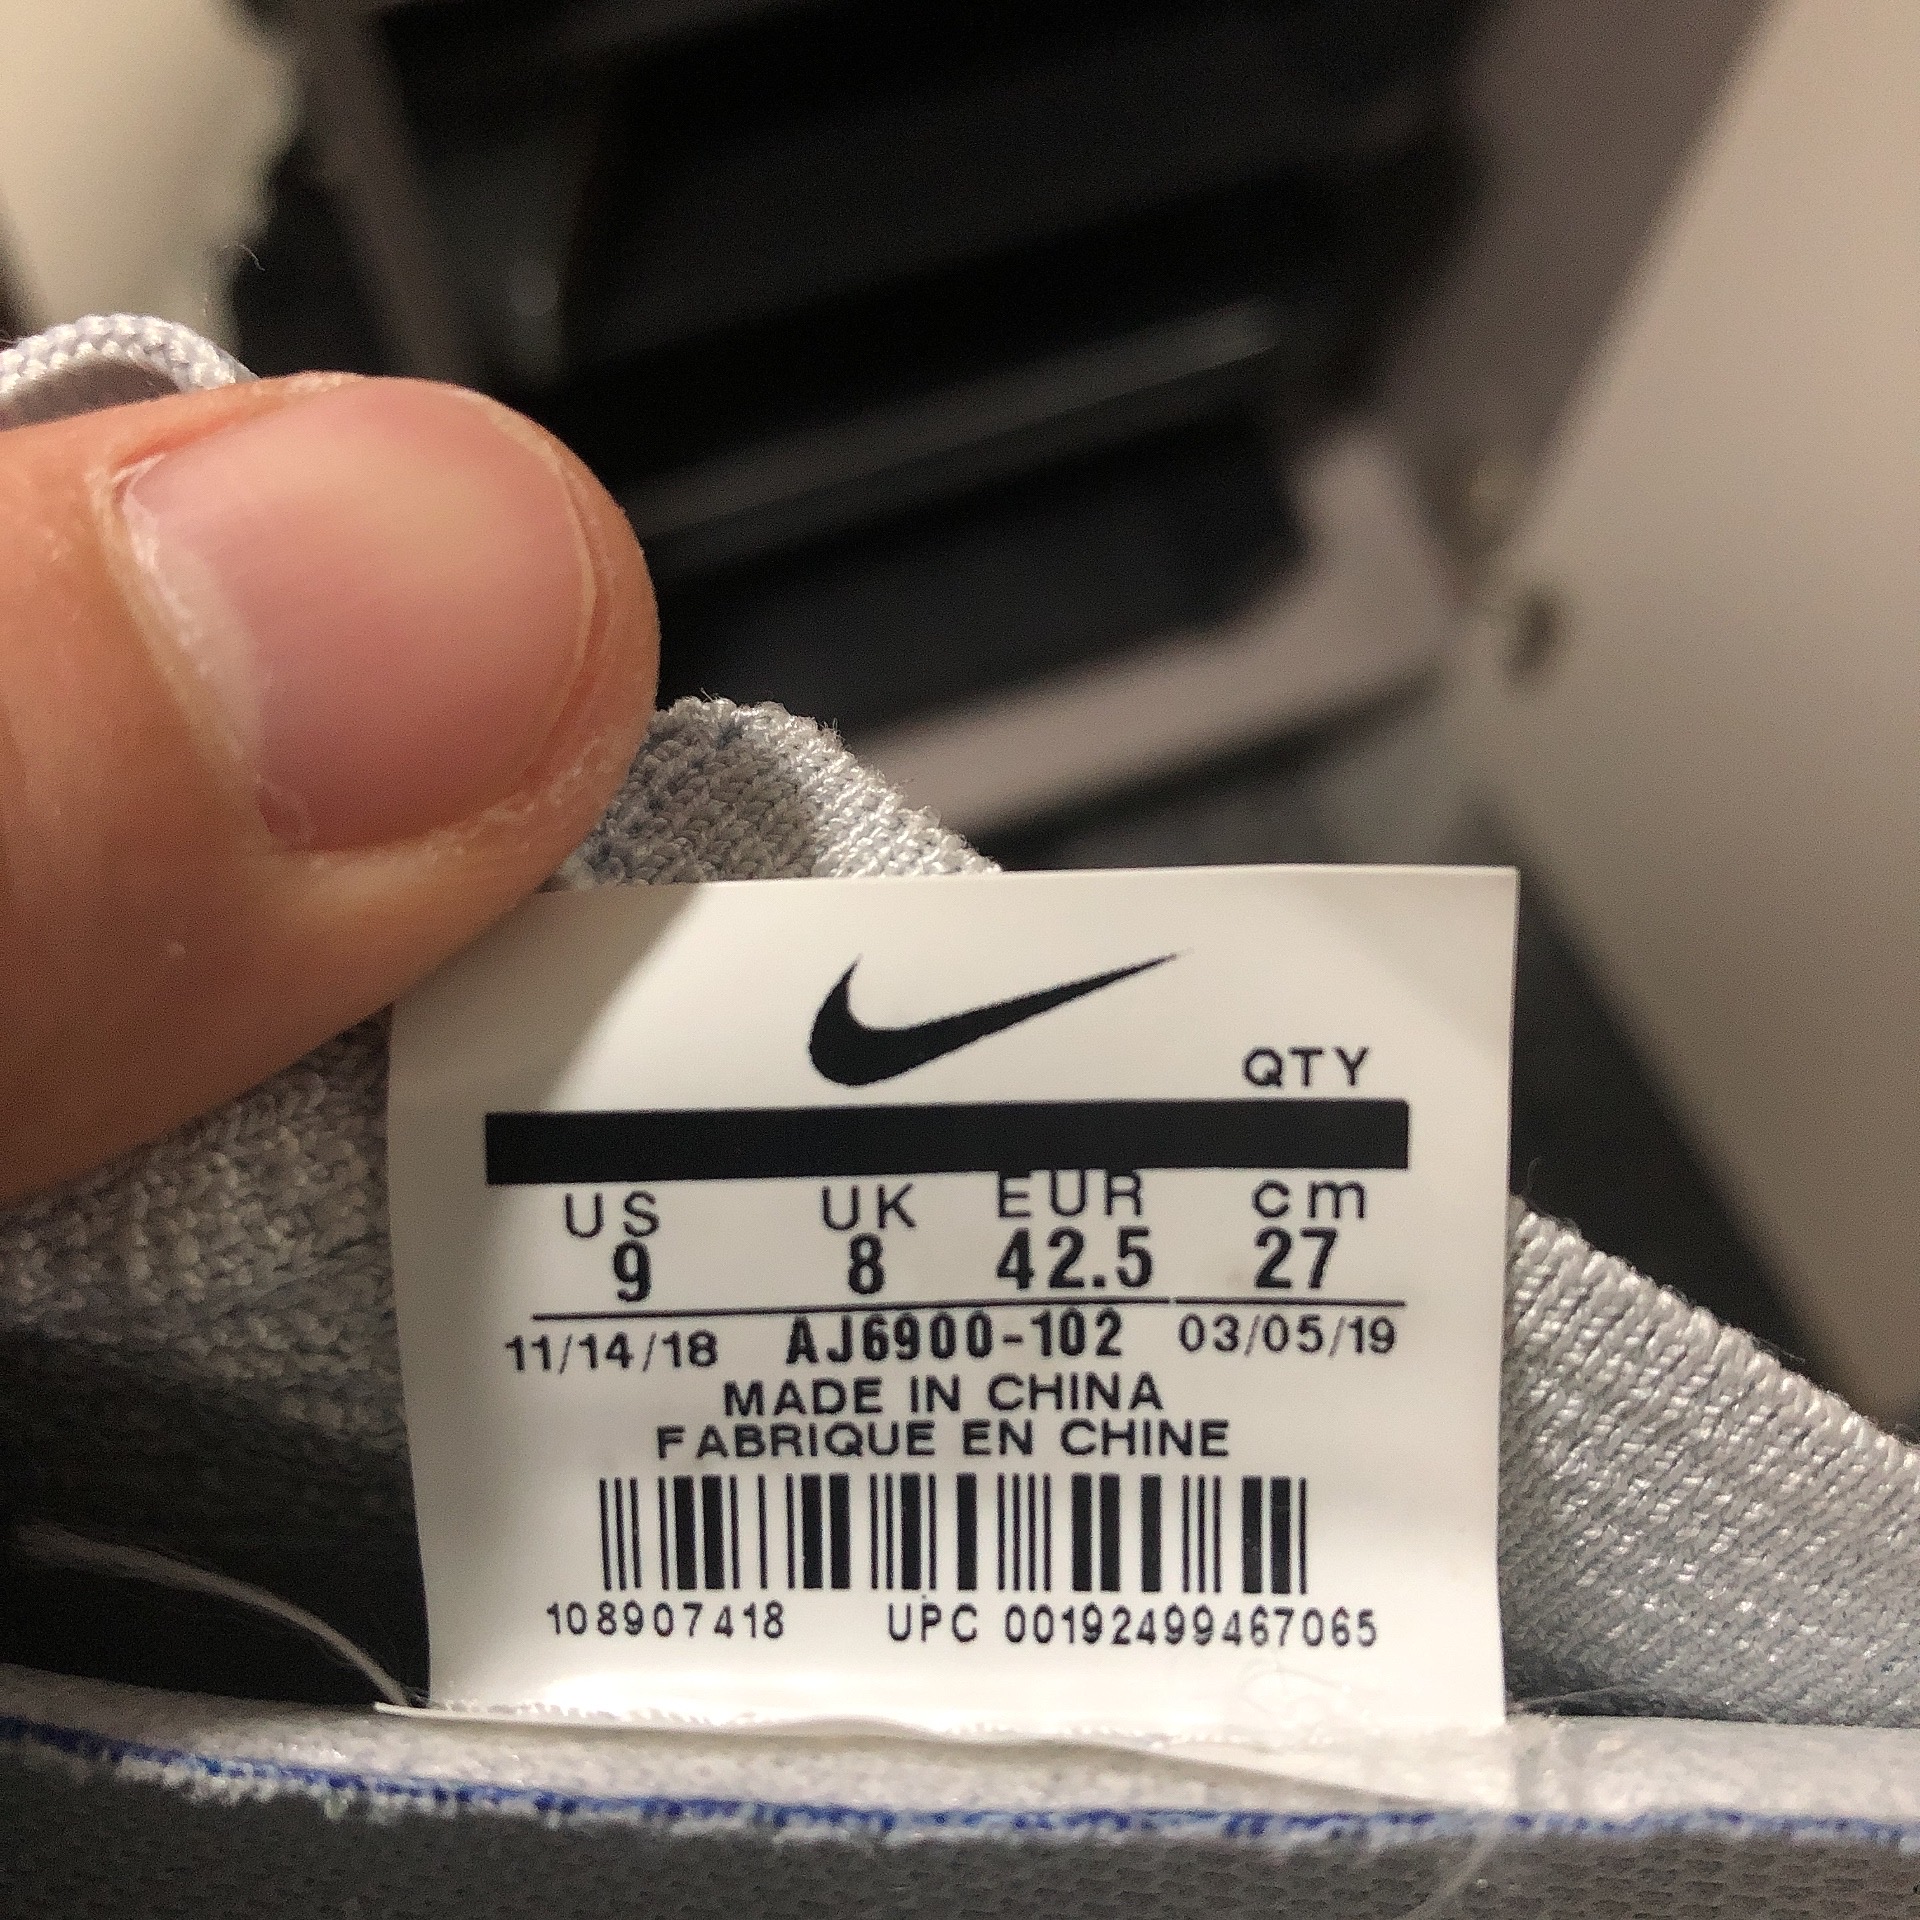 QTY
US UK EUR cm
9 8 42.5 27
11/14/18 AJ6900-102 03/05/19
MADE IN CHINA
FABRIQUE EN CHINE
108907418 UPC 00192499467065